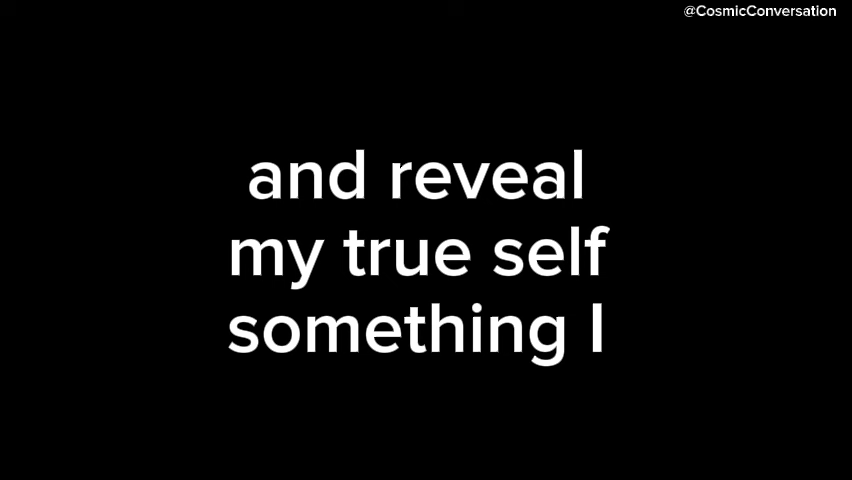 @CosmicConversation
and reveal
my true self
something I